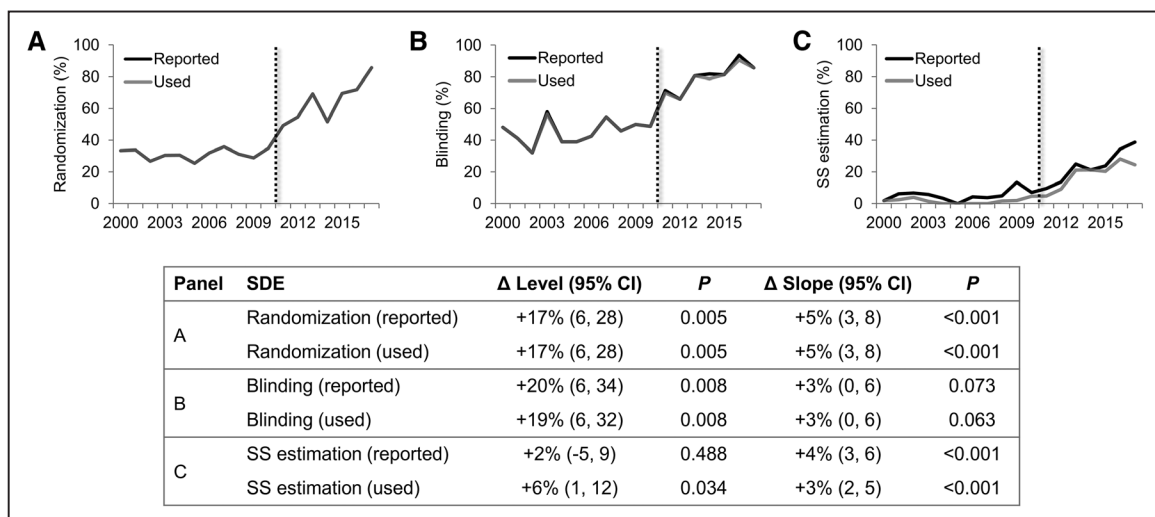 A
100
80
60
40
20
0
Randomization (%)
Reported
Used
2000 2003 2006 2009 2012 2015
B
100
80
60
40
20
0
Blinding (%)
Reported
Used
2000 2003 2006 2009 2012 2015
C
100
80
60
40
20
0
SS estimation (%)
Reported
Used
2000 2003 2006 2009 2012 2015
Panel SDE Δ Level (95% CI) P Δ Slope (95% CI) P
A
Randomization (reported) +17% (6, 28) 0.005 +5% (3, 8) <0.001
Randomization (used) +17% (6, 28) 0.005 +5% (3, 8) <0.001
B
Blinding (reported) +20% (6, 34) 0.008 +3% (0, 6) 0.073
Blinding (used) +19% (6, 32) 0.008 +3% (0, 6) 0.063
C
SS estimation (reported) +2% (-5, 9) 0.488 +4% (3, 6) <0.001
SS estimation (used) +6% (1, 12) 0.034 +3% (2, 5) <0.001